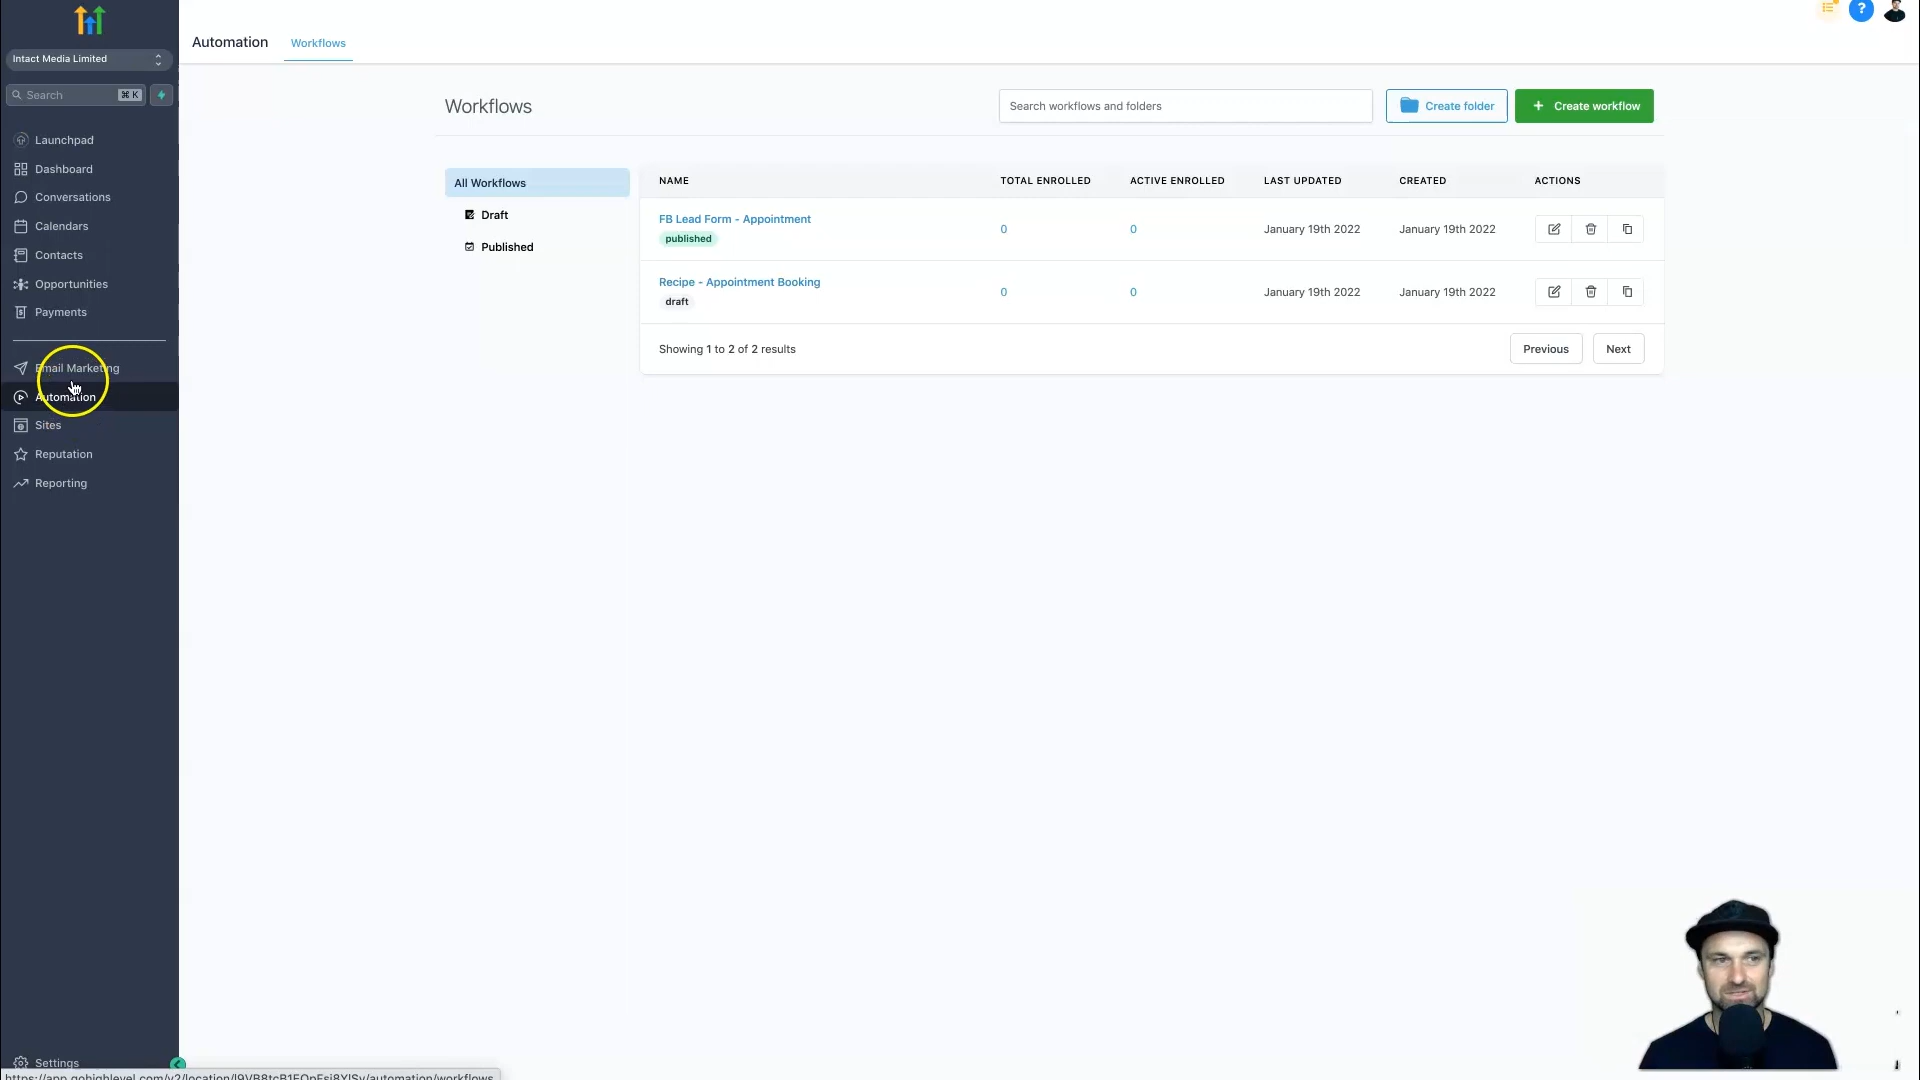 Automation
Workflows
Intact Media Limited
Search
⌘ K
Launchpad
Dashboard
Conversations
Calendars
Contacts
Opportunities
Payments
Email Marketing
Automation
Sites
Reputation
Reporting
Settings
Workflows
Search workflows and folders
Create folder
+ Create workflow
All Workflows
Draft
Published
NAME TOTAL ENROLLED ACTIVE ENROLLED LAST UPDATED CREATED ACTIONS
FB Lead Form - Appointment 0 0 January 19th 2022 January 19th 2022
published
Recipe - Appointment Booking 0 0 January 19th 2022 January 19th 2022
draft
Showing 1 to 2 of 2 results
Previous
Next
?